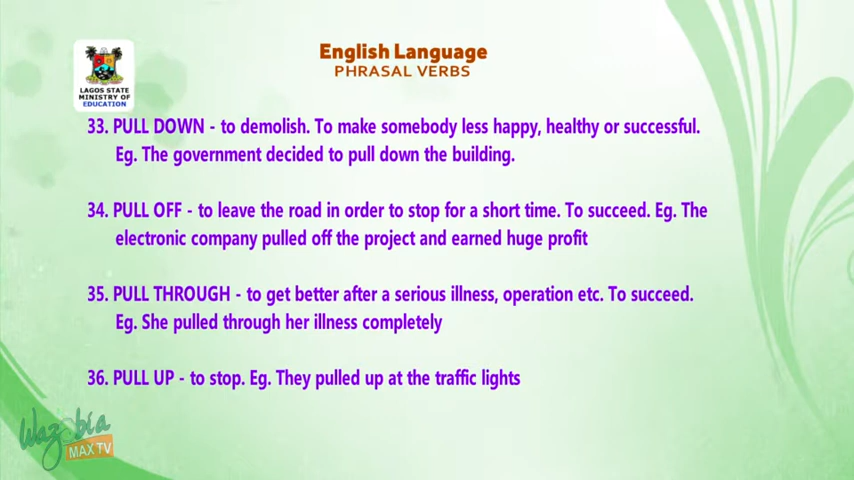 English Language
PHRASAL VERBS
LAGOS STATE
MINISTRY OF
EDUCATION
33. PULL DOWN - to demolish. To make somebody less happy, healthy or successful.
Eg. The government decided to pull down the building.
34. PULL OFF - to leave the road in order to stop for a short time. To succeed. Eg. The
electronic company pulled off the project and earned huge profit
35. PULL THROUGH - to get better after a serious illness, operation etc. To succeed.
Eg. She pulled through her illness completely
36. PULL UP - to stop. Eg. They pulled up at the traffic lights
Wazobia
MAX TV